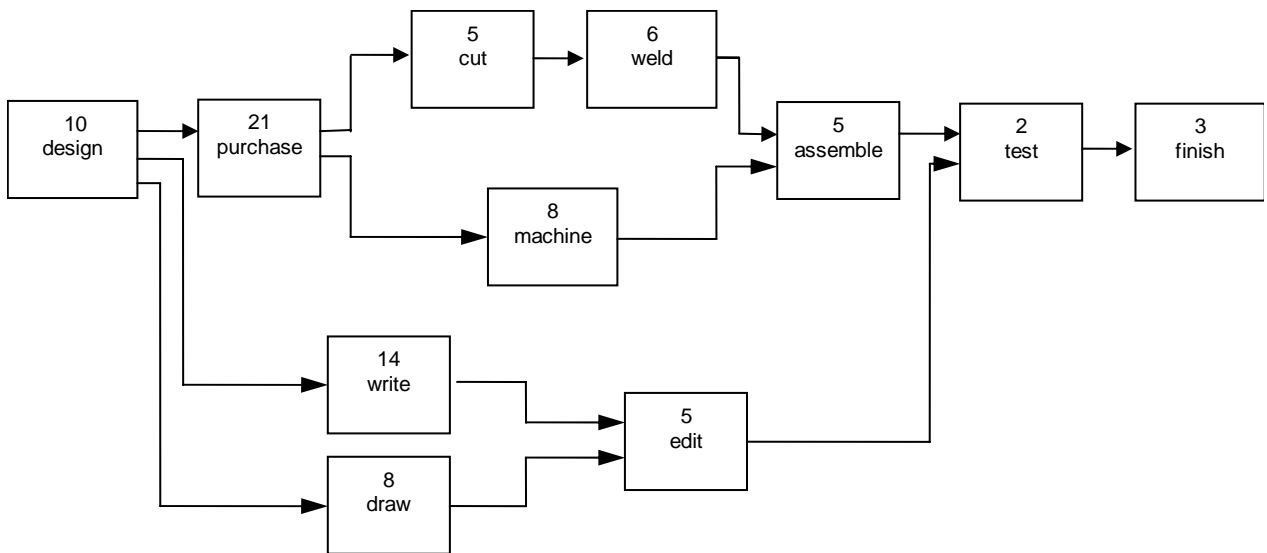 5
cut
6
weld
10
design
21
purchase
5
assemble
2
test
3
finish
8
machine
14
write
5
edit
8
draw